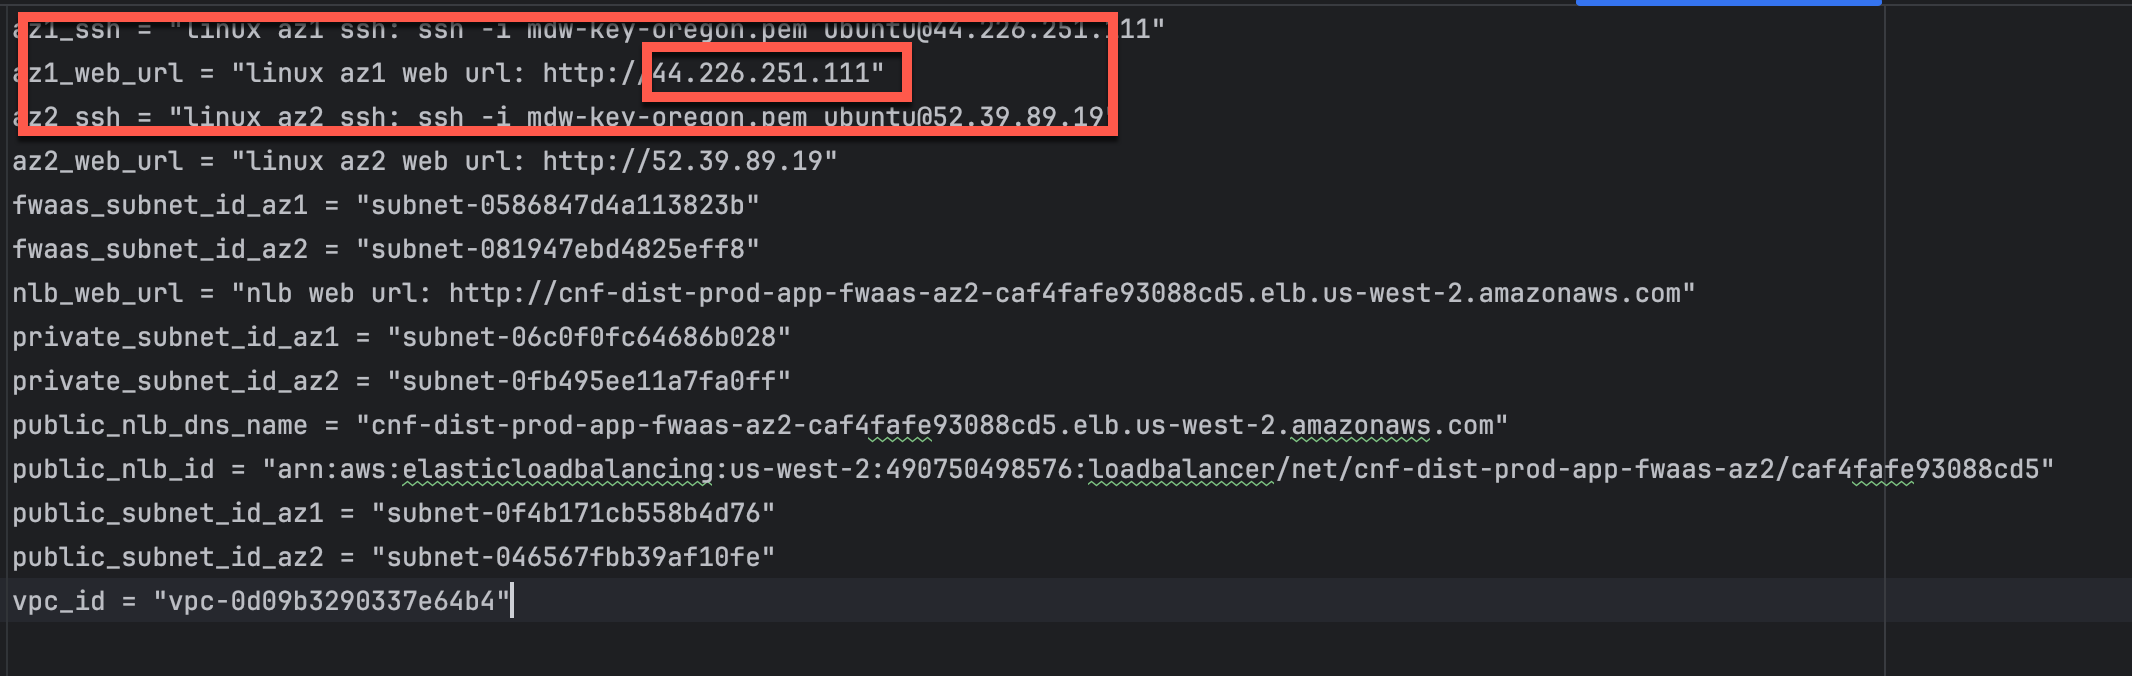 az1_ssh = "linux az1 ssh: ssh -i mdw-key-oregon.pem ubuntu@44.226.251.111"
az1_web_url = "linux az1 web url: http://44.226.251.111"
az2_ssh = "linux az2 ssh: ssh -i mdw-key-oregon.pem ubuntu@52.39.89.19"
az2_web_url = "linux az2 web url: http://52.39.89.19"
fwaas_subnet_id_az1 = "subnet-0586847d4a113823b"
fwaas_subnet_id_az2 = "subnet-081947ebd4825eff8"
nlb_web_url = "nlb web url: http://cnf-dist-prod-app-fwaas-az2-caf4fafe93088cd5.elb.us-west-2.amazonaws.com"
private_subnet_id_az1 = "subnet-06c0f0fc64686b028"
private_subnet_id_az2 = "subnet-0fb495ee11a7fa0ff"
public_nlb_dns_name = "cnf-dist-prod-app-fwaas-az2-caf4fafe93088cd5.elb.us-west-2.amazonaws.com"
public_nlb_id = "arn:aws:elasticloadbalancing:us-west-2:490750498576:loadbalancer/net/cnf-dist-prod-app-fwaas-az2/caf4fafe93088cd5"
public_subnet_id_az1 = "subnet-0f4b171cb558b4d76"
public_subnet_id_az2 = "subnet-046567fbb39af10fe"
vpc_id = "vpc-0d09b3290337e64b4"